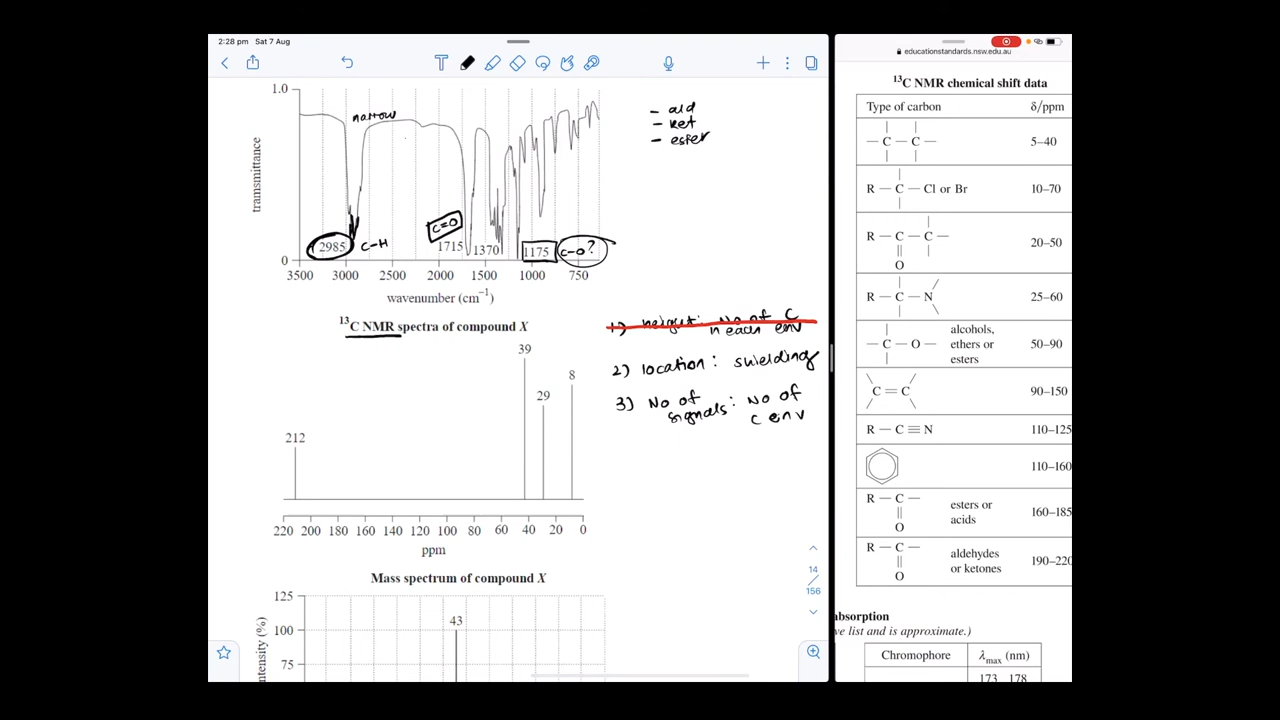 2:28 pm Sat 7 Aug
educationstandards.nsw.edu.au
T
1.0
transmittance
0
narrow
2985
C-H
C=O
1715
1370
1175
C-O?
3500 3000 2500 2000 1500 1000 750
wavenumber (cm⁻¹)
- ald
- ket
- ester
¹³C NMR spectra of compound X
39
8
29
212
220 200 180 160 140 120 100 80 60 40 20 0
ppm
1) height: No of C
n each env
2) location: shielding
3) No of
signals: No of
C env
Mass spectrum of compound X
125
100
75
43
ntensity (%)
14
156
¹³C NMR chemical shift data
Type of carbon δ/ppm
C - C 5–40
R - C - Cl or Br 10–70
R - C - C - 20–50
O
R - C - N 25–60
C - O - alcohols, ethers or esters 50–90
C = C 90–150
R - C ≡ N 110–125
110–160
R - C - esters or acids 160–185
O
R - C - aldehydes or ketones 190–220
O
absorption
ve list and is approximate.)
Chromophore λmax (nm)
173 178